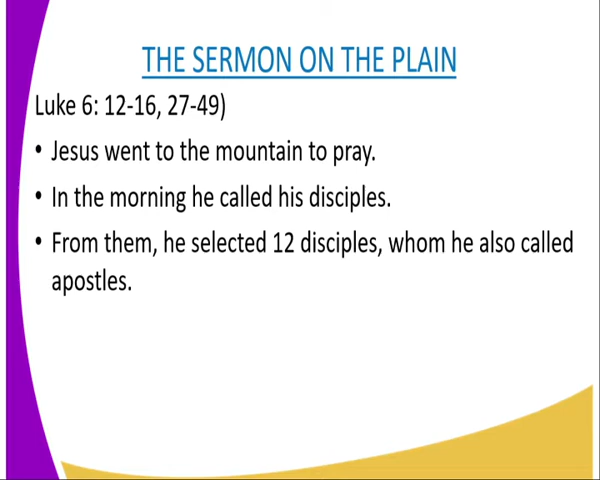 THE SERMON ON THE PLAIN
Luke 6: 12-16, 27-49)
• Jesus went to the mountain to pray.
• In the morning he called his disciples.
• From them, he selected 12 disciples, whom he also called
apostles.